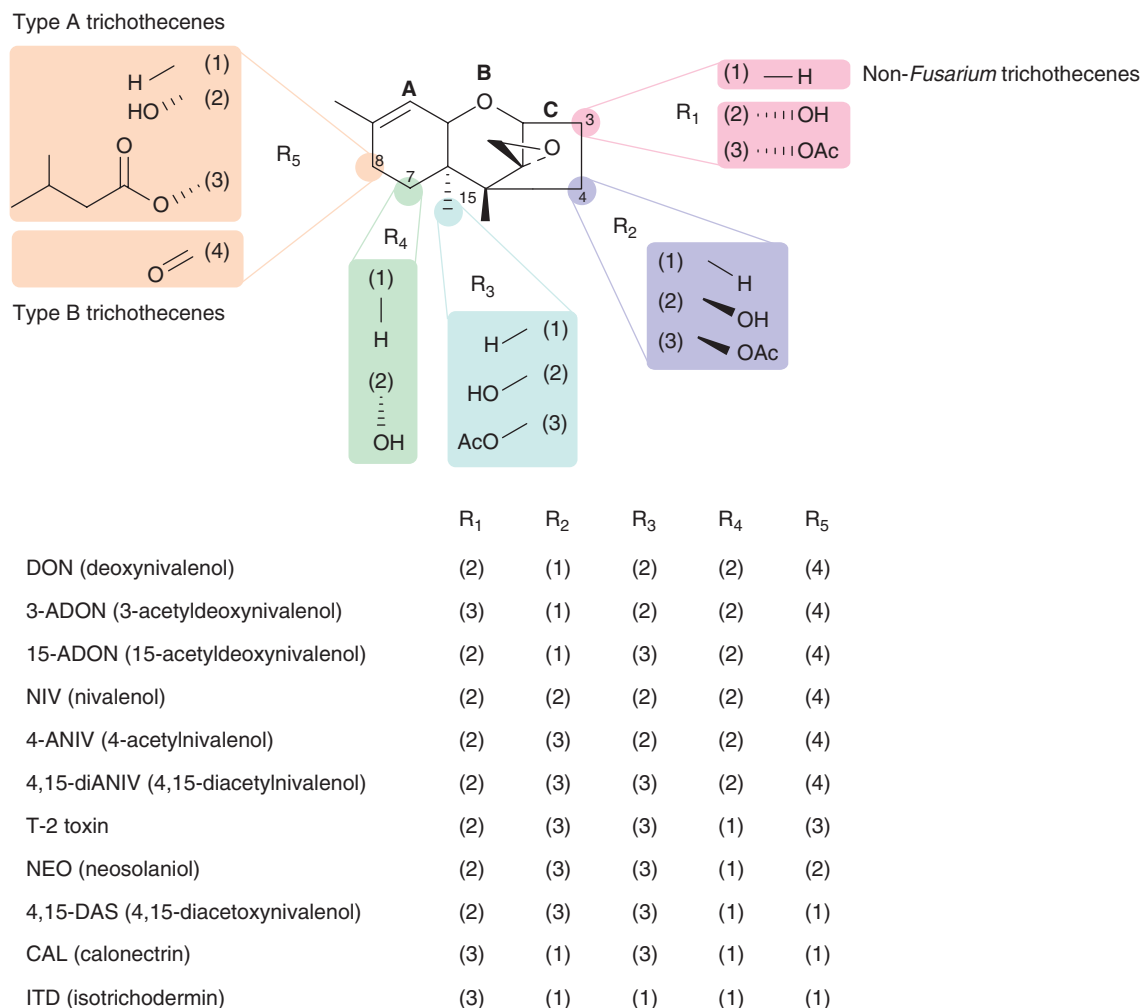 Type A trichothecenes
H (1)
HO (2)
O
O (3)
R5
O (4)
Type B trichothecenes
A
B
O
C
O
3
4
15
7
8
R1
(1) H
Non-Fusarium trichothecenes
(2) OH
(3) OAc
R2
(1) H
(2) OH
(3) OAc
R3
H (1)
HO (2)
AcO (3)
R4
(1)
H
(2)
OH
R1 R2 R3 R4 R5
DON (deoxynivalenol) (2) (1) (2) (2) (4)
3-ADON (3-acetyldeoxynivalenol) (3) (1) (2) (2) (4)
15-ADON (15-acetyldeoxynivalenol) (2) (1) (3) (2) (4)
NIV (nivalenol) (2) (2) (2) (2) (4)
4-ANIV (4-acetylnivalenol) (2) (3) (2) (2) (4)
4,15-diANIV (4,15-diacetylnivalenol) (2) (3) (3) (2) (4)
T-2 toxin (2) (3) (3) (1) (3)
NEO (neosolaniol) (2) (3) (3) (1) (2)
4,15-DAS (4,15-diacetoxynivalenol) (2) (3) (3) (1) (1)
CAL (calonectrin) (3) (1) (3) (1) (1)
ITD (isotrichodermin) (3) (1) (1) (1) (1)